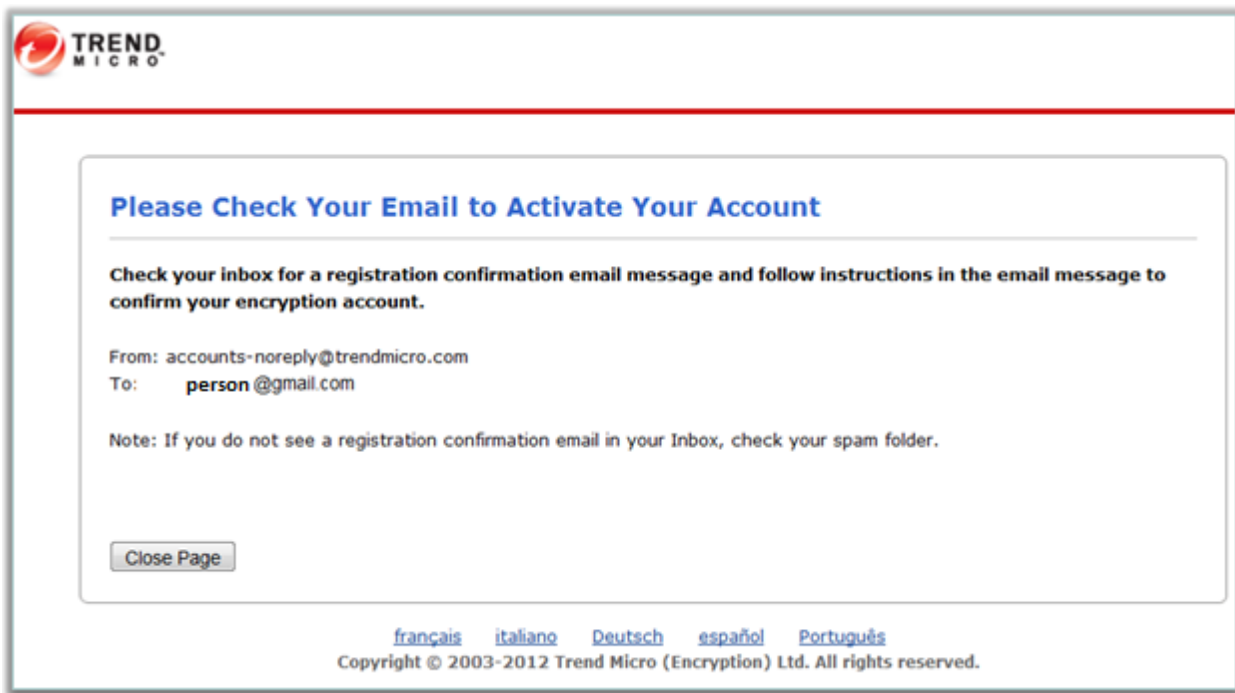 TREND
MICRO™
Please Check Your Email to Activate Your Account
Check your inbox for a registration confirmation email message and follow instructions in the email message to
confirm your encryption account.
From: accounts-noreply@trendmicro.com
To: person @gmail.com
Note: If you do not see a registration confirmation email in your Inbox, check your spam folder.
Close Page
français italiano Deutsch español Português
Copyright © 2003-2012 Trend Micro (Encryption) Ltd. All rights reserved.